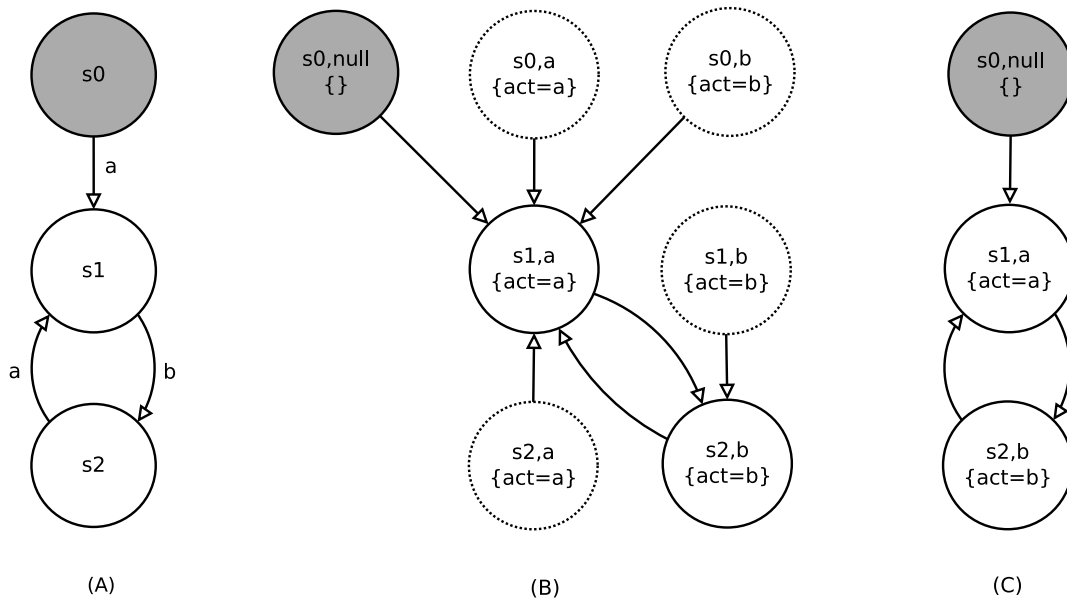 s0
a
s1
a
b
s2
(A)
s0,null
{}
s0,a
{act=a}
s0,b
{act=b}
s1,a
{act=a}
s1,b
{act=b}
s2,a
{act=a}
s2,b
{act=b}
(B)
s0,null
{}
s1,a
{act=a}
s2,b
{act=b}
(C)